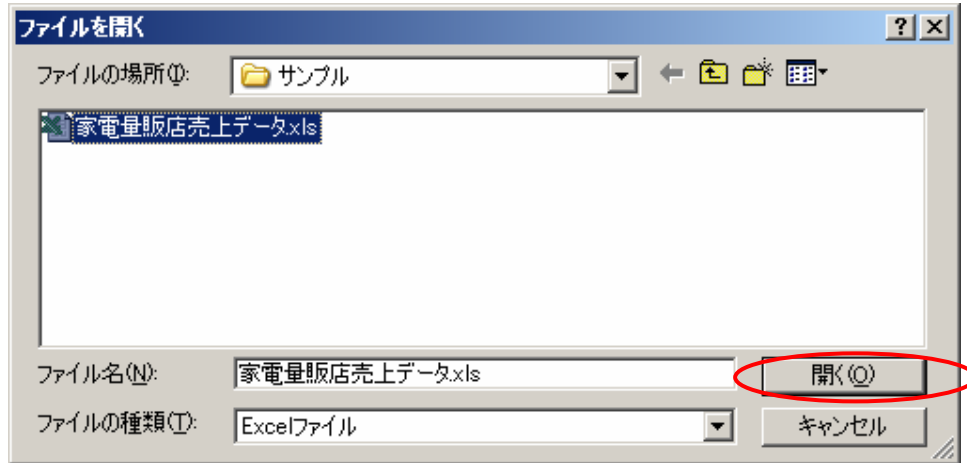 ファイルを開く
ファイルの場所(I): サンプル
家電量販店売上データ.xls
ファイル名(N): 家電量販店売上データ.xls 開く(O)
ファイルの種類(T): Excelファイル キャンセル